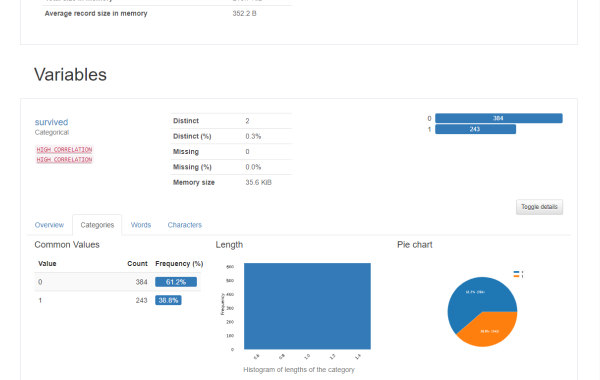 Average record size in memory 352.2 B
Variables
survived
Categorical
HIGH CORRELATION
HIGH CORRELATION
Distinct 2
Distinct (%) 0.3%
Missing 0
Missing (%) 0.0%
Memory size 35.6 KiB
0 384
1 243
Toggle details
Overview Categories Words Characters
Common Values
Value Count Frequency (%)
0 384 61.2%
1 243 38.8%
Length
Frequency
600
500
400
300
200
100
0
0.6 0.8 1.0 1.2 1.4
Histogram of lengths of the category
Pie chart